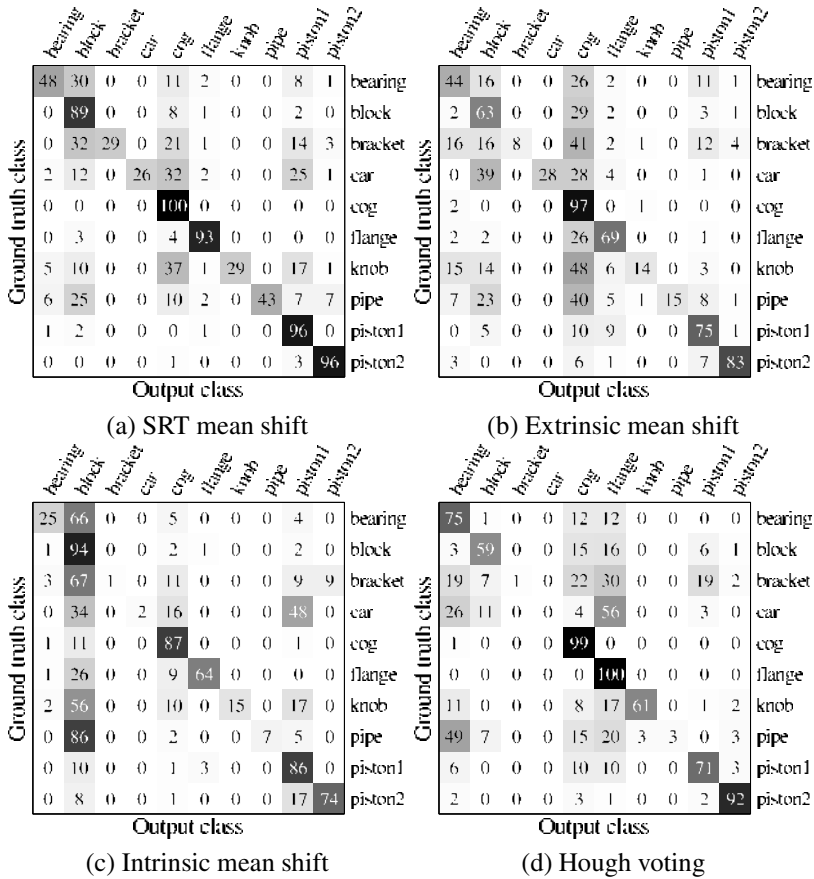 bearing block bracket car cog flange knob pipe piston1 piston2
48 30 0 0 11 2 0 0 8 1 bearing
0 89 0 0 8 1 0 0 2 0 block
0 32 29 0 21 1 0 0 14 3 bracket
2 12 0 26 32 2 0 0 25 1 car
0 0 0 0 100 0 0 0 0 0 cog
0 3 0 0 4 93 0 0 0 0 flange
5 10 0 0 37 1 29 0 17 1 knob
6 25 0 0 10 2 0 43 7 7 pipe
1 2 0 0 0 1 0 0 96 0 piston1
0 0 0 0 1 0 0 0 3 96 piston2
Ground truth class
Output class
(a) SRT mean shift
bearing block bracket car cog flange knob pipe piston1 piston2
44 16 0 0 26 2 0 0 11 1 bearing
2 63 0 0 29 2 0 0 3 1 block
16 16 8 0 41 2 1 0 12 4 bracket
0 39 0 28 28 4 0 0 1 0 car
2 0 0 0 97 0 1 0 0 0 cog
2 2 0 0 26 69 0 0 1 0 flange
15 14 0 0 48 6 14 0 3 0 knob
7 23 0 0 40 5 1 15 8 1 pipe
0 5 0 0 10 9 0 0 75 1 piston1
3 0 0 0 6 1 0 0 7 83 piston2
Ground truth class
Output class
(b) Extrinsic mean shift
bearing block bracket car cog flange knob pipe piston1 piston2
25 66 0 0 5 0 0 0 4 0 bearing
1 94 0 0 2 1 0 0 2 0 block
3 67 1 0 11 0 0 0 9 9 bracket
0 34 0 2 16 0 0 0 48 0 car
1 11 0 0 87 0 0 0 1 0 cog
1 26 0 0 9 64 0 0 0 0 flange
2 56 0 0 10 0 15 0 17 0 knob
0 86 0 0 2 0 0 7 5 0 pipe
0 10 0 0 1 3 0 0 86 0 piston1
0 8 0 0 1 0 0 0 17 74 piston2
Ground truth class
Output class
(c) Intrinsic mean shift
bearing block bracket car cog flange knob pipe piston1 piston2
75 1 0 0 12 12 0 0 0 0 bearing
3 59 0 0 15 16 0 0 6 1 block
19 7 1 0 22 30 0 0 19 2 bracket
26 11 0 0 4 56 0 0 3 0 car
1 0 0 0 99 0 0 0 0 0 cog
0 0 0 0 0 100 0 0 0 0 flange
11 0 0 0 8 17 61 0 1 2 knob
49 7 0 0 15 20 3 3 0 3 pipe
6 0 0 0 10 10 0 0 71 3 piston1
2 0 0 0 3 1 0 0 2 92 piston2
Ground truth class
Output class
(d) Hough voting